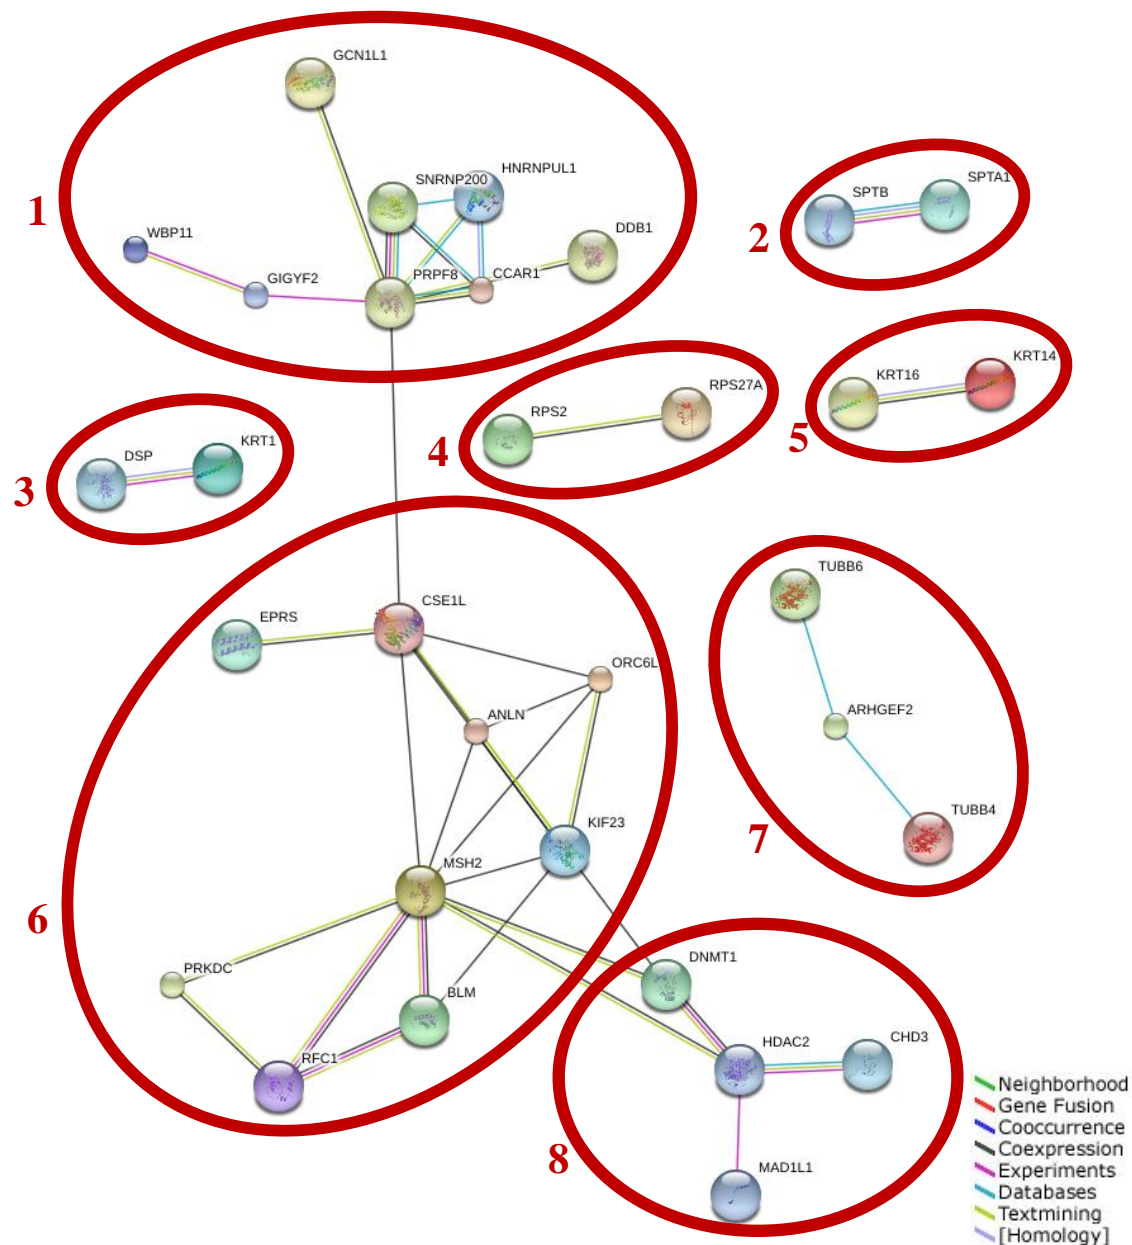 GCN1L1
SNRNP200
HNRNPUL1
SPTB
SPTA1
1
WBP11
DDB1
2
GIGYF2
PRPF8
CCAR1
KRT16
KRT14
RPS2
RPS27A
5
DSP
KRT1
4
3
TUBB6
EPRS
CSE1L
ORC6L
ANLN
ARHGEF2
KIF23
TUBB4
7
MSH2
6
PRKDC
DNMT1
BLM
HDAC2
CHD3
RFC1
Neighborhood
Gene Fusion
Cooccurrence
Coexpression
8
MAD1L1
Experiments
Databases
Textmining
[Homology]